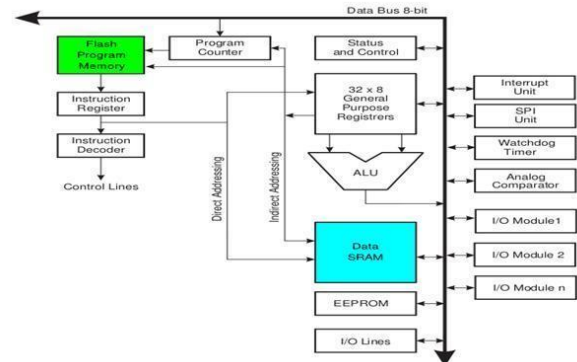 Data Bus 8-bit
Flash
Program
Memory
Program
Counter
Status
and Control
Instruction
Register
32 x 8
General
Purpose
Registrers
Interrupt
Unit
SPI
Unit
Instruction
Decoder
Watchdog
Timer
Control Lines
Direct Addressing
Indirect Addressing
ALU
Analog
Comparator
I/O Module1
Data
SRAM
I/O Module 2
I/O Module n
EEPROM
I/O Lines